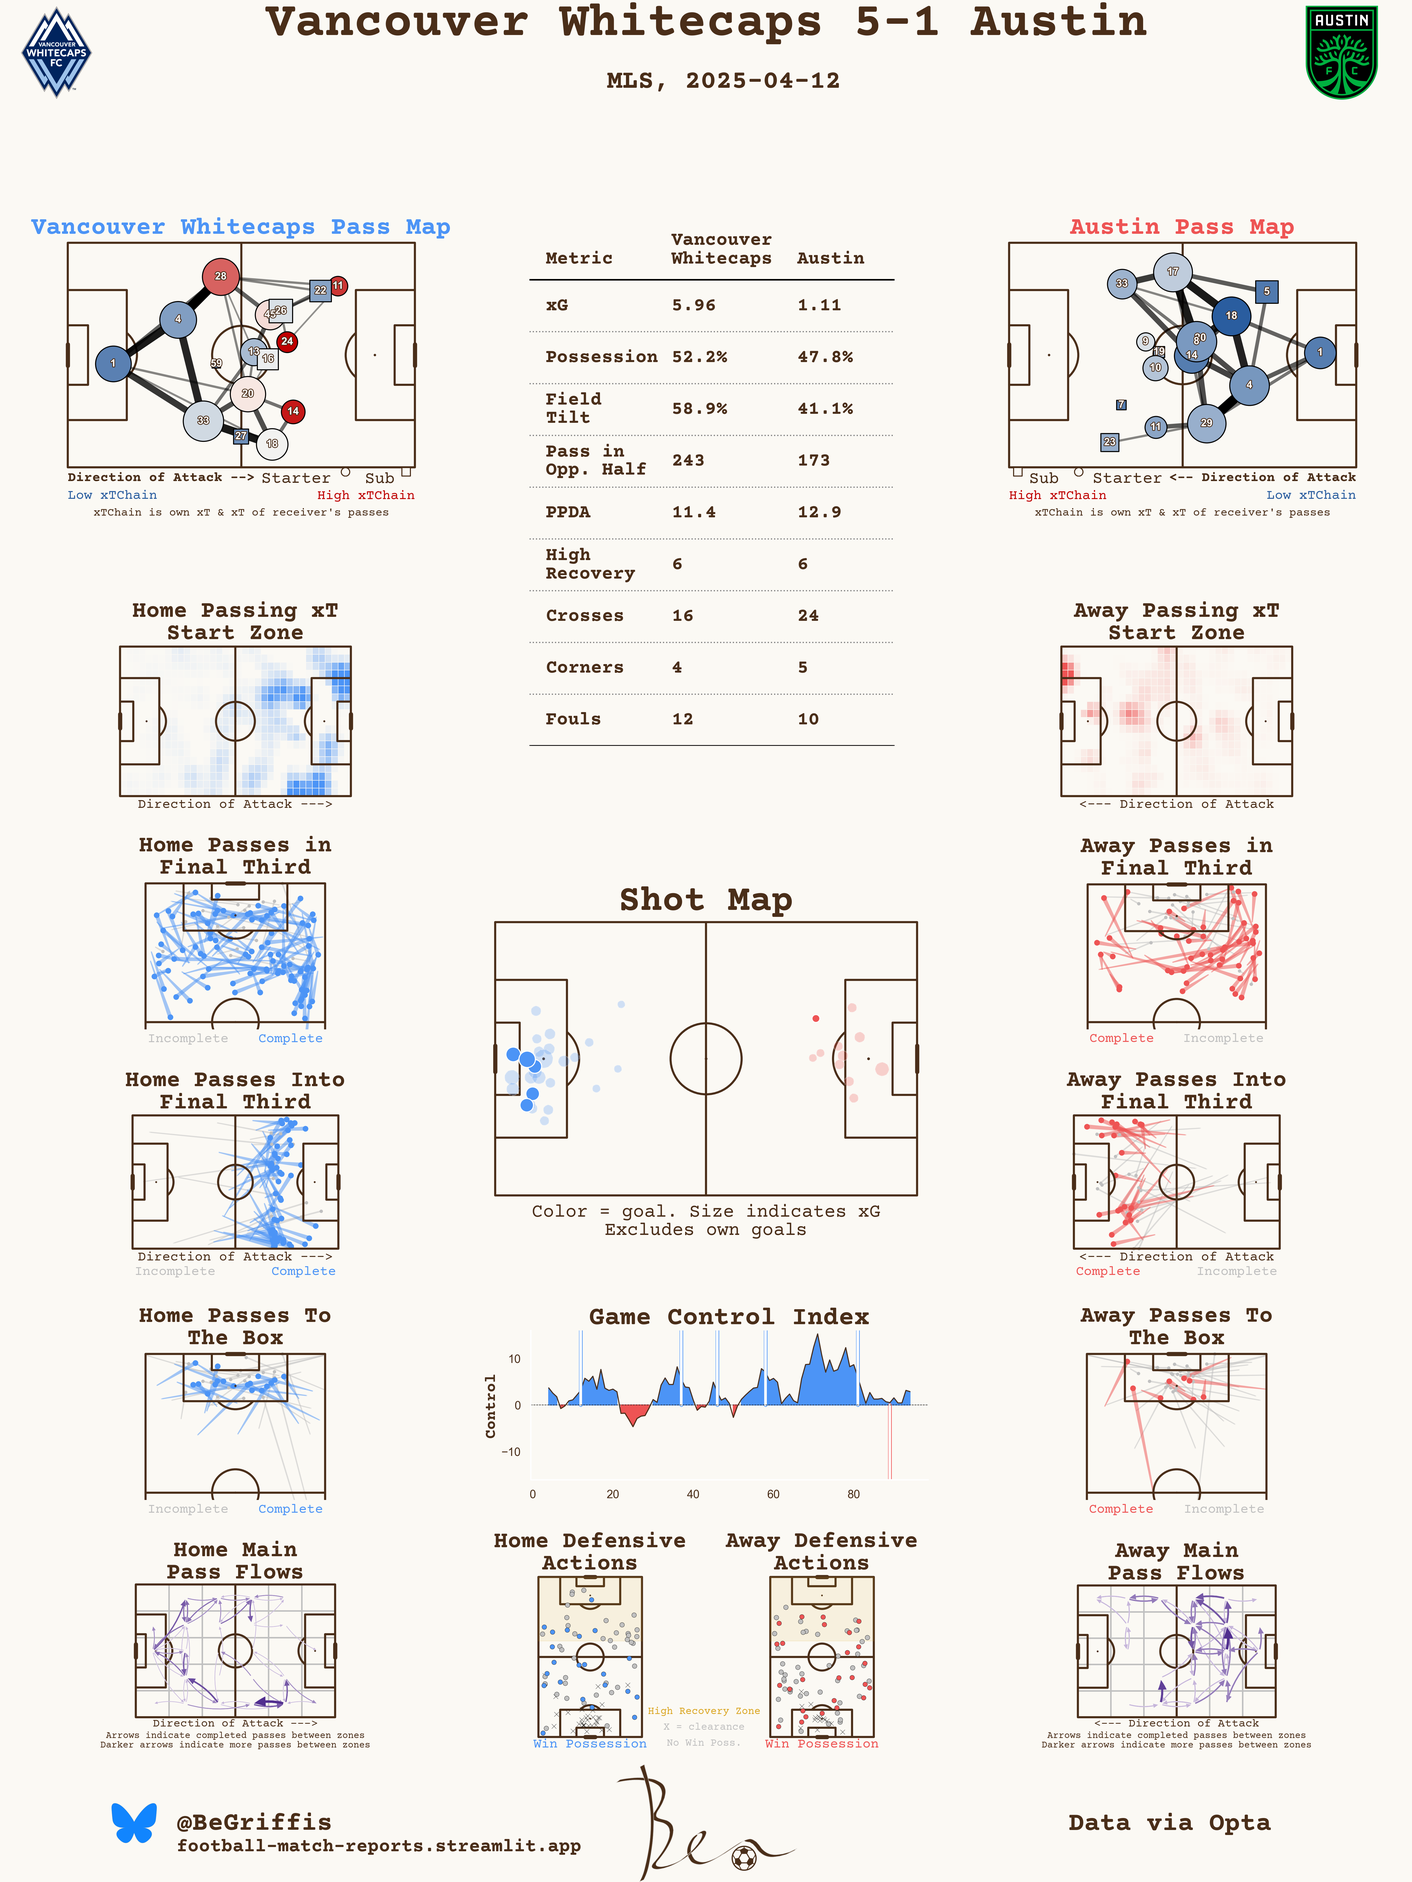 Vancouver Whitecaps 5-1 Austin
MLS, 2025-04-12
VANCOUVER
WHITECAPS
FC
AUSTIN
FC
Vancouver Whitecaps Pass Map
28
11
22
4
26
45
24
13
16
1
59
20
14
33
27
18
Direction of Attack --> Starter Sub
Low xTChain High xTChain
xTChain is own xT & xT of receiver's passes
Metric Vancouver Whitecaps Austin
xG 5.96 1.11
Possession 52.2% 47.8%
Field Tilt 58.9% 41.1%
Pass in Opp. Half 243 173
PPDA 11.4 12.9
High Recovery 6 6
Crosses 16 24
Corners 4 5
Fouls 12 10
Austin Pass Map
17
33
5
18
9
8
19
14
1
10
4
7
11
29
23
Sub Starter <-- Direction of Attack
High xTChain Low xTChain
xTChain is own xT & xT of receiver's passes
Home Passing xT
Start Zone
Direction of Attack --->
Away Passing xT
Start Zone
<--- Direction of Attack
Home Passes in
Final Third
Incomplete Complete
Away Passes in
Final Third
Complete Incomplete
Shot Map
Color = goal. Size indicates xG
Excludes own goals
Home Passes Into
Final Third
Direction of Attack --->
Incomplete Complete
Away Passes Into
Final Third
<--- Direction of Attack
Complete Incomplete
Home Passes To
The Box
Incomplete Complete
Game Control Index
Control
10
0
−10
0 20 40 60 80
Away Passes To
The Box
Complete Incomplete
Home Main
Pass Flows
Direction of Attack --->
Arrows indicate completed passes between zones
Darker arrows indicate more passes between zones
Home Defensive
Actions
Win Possession
Away Defensive
Actions
Win Possession
High Recovery Zone
X = clearance
No Win Poss.
Away Main
Pass Flows
<--- Direction of Attack
Arrows indicate completed passes between zones
Darker arrows indicate more passes between zones
@BeGriffis
football-match-reports.streamlit.app
Ben
Data via Opta